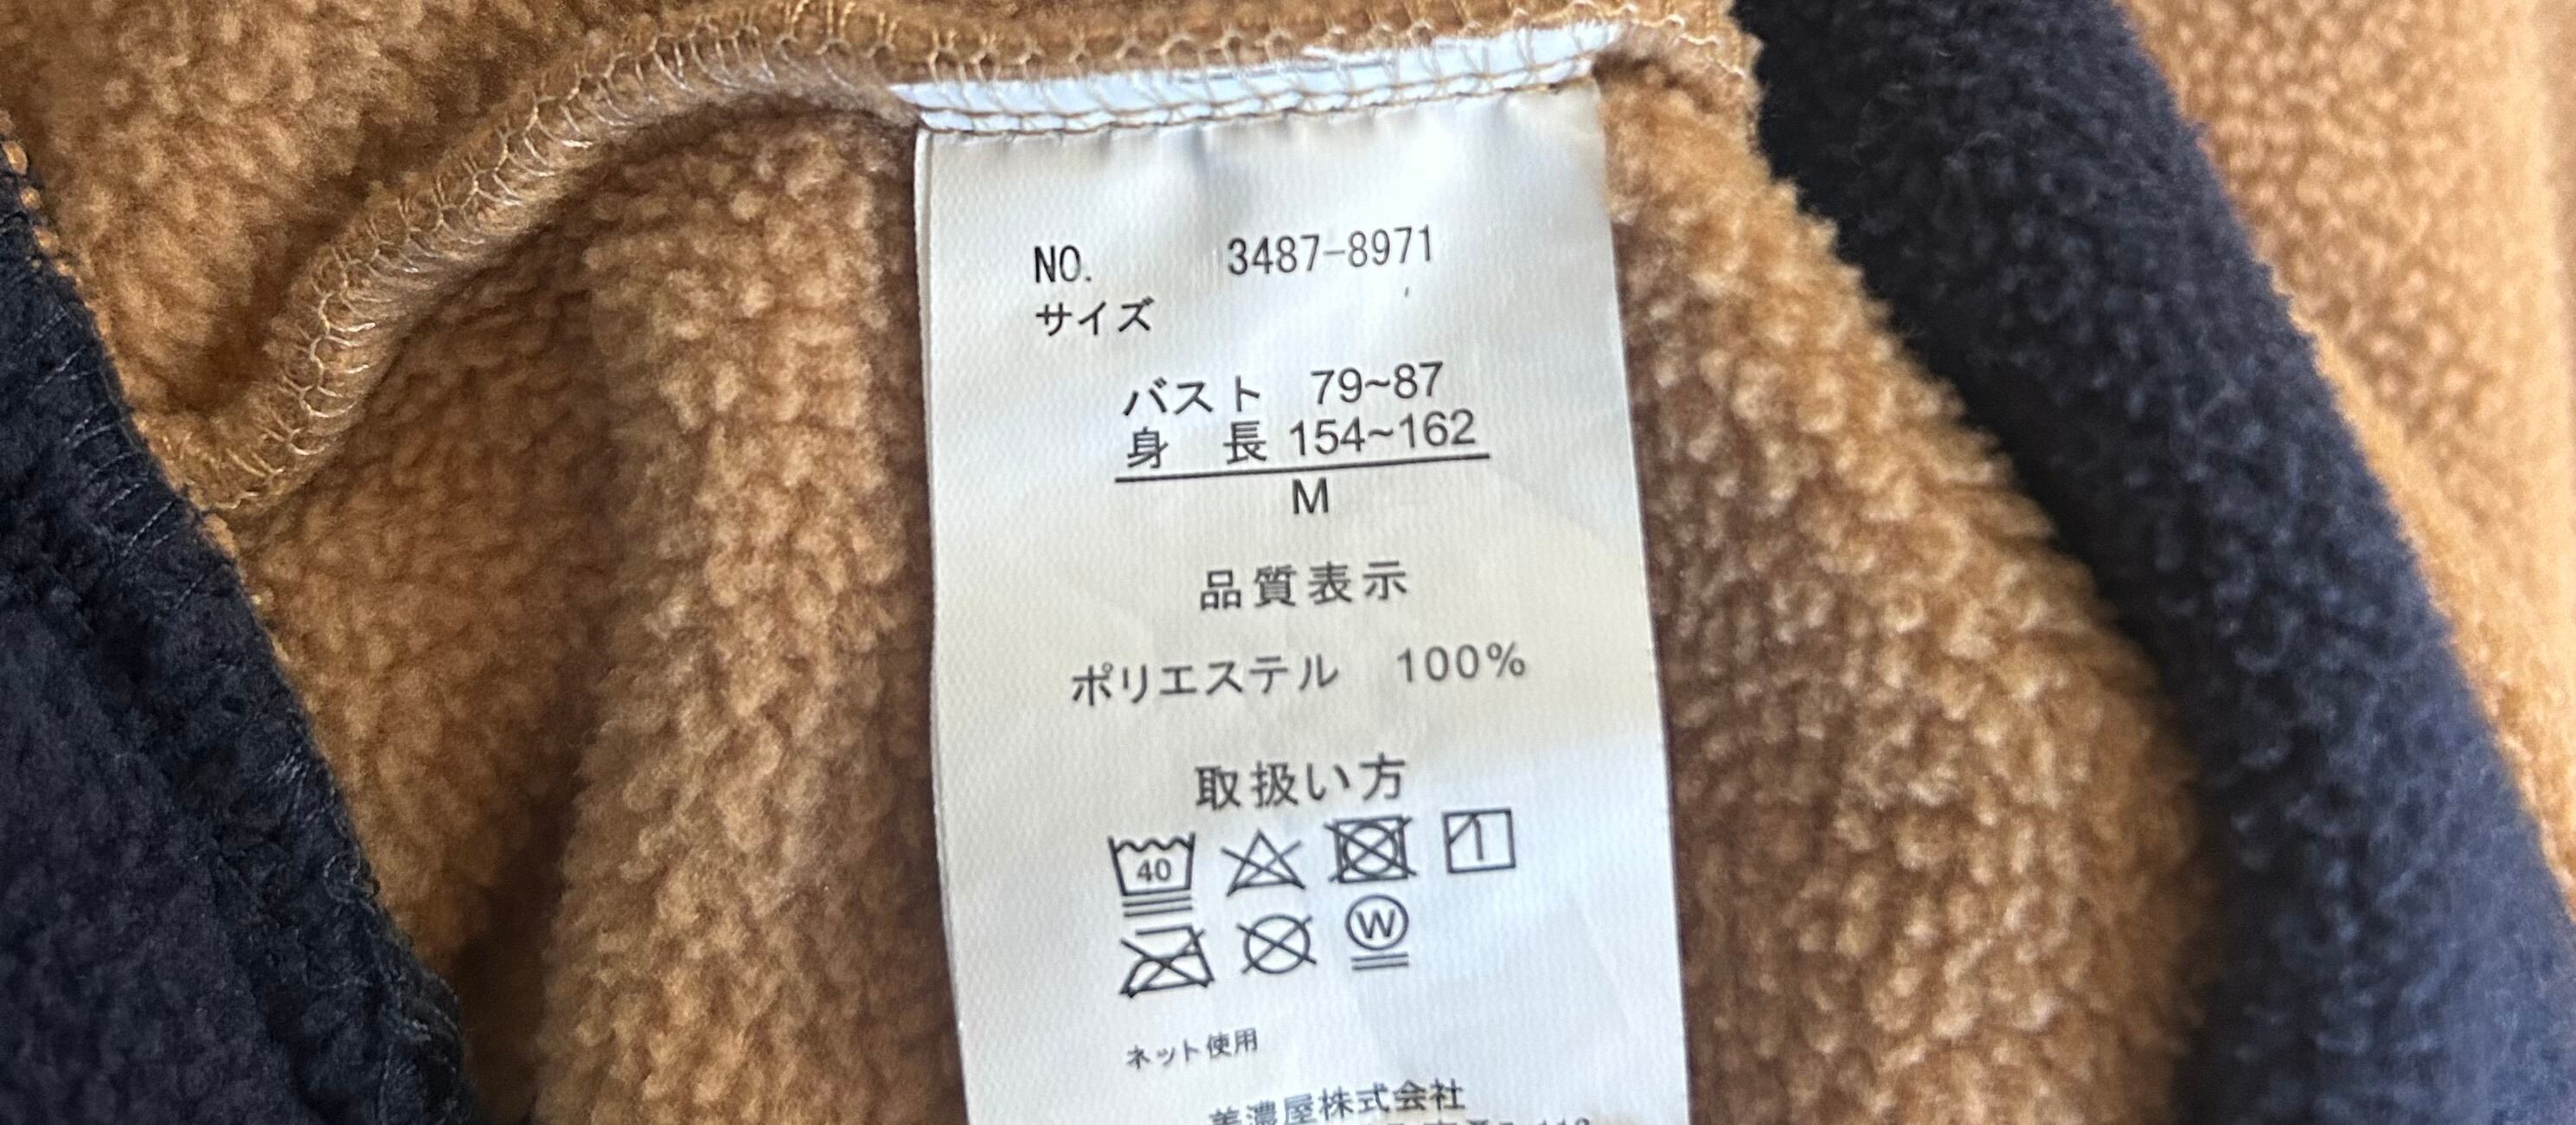 NO. 3487-8971
サイズ
バスト 79~87
身 長 154~162
M
品質表示
ポリエステル 100%
取扱い方
40
W
ネット使用
美濃屋株式会社